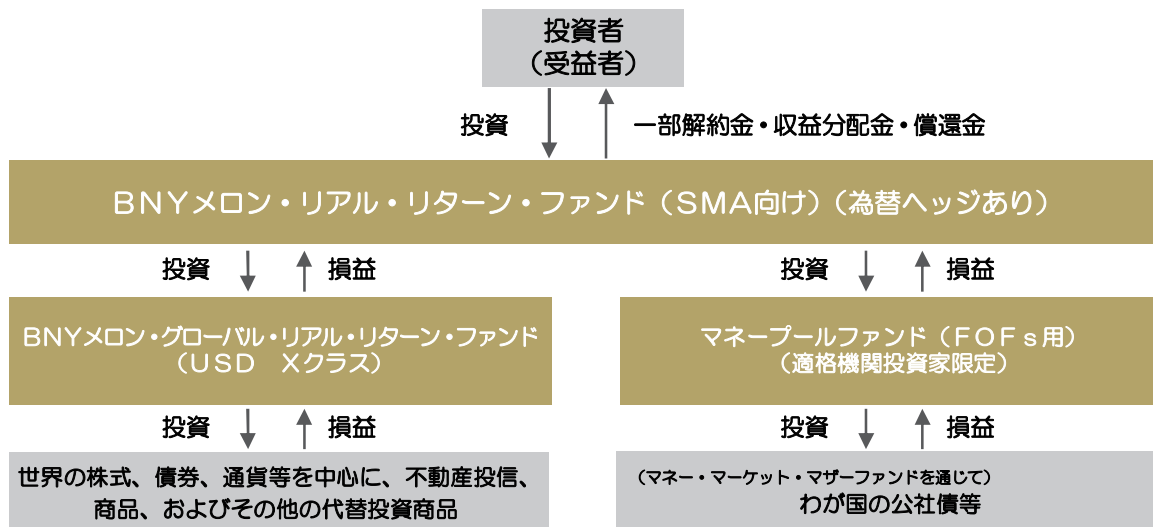 投資者
（受益者）
投資
一部解約金・収益分配金・償還金
ＢＮＹメロン・リアル・リターン・ファンド（ＳＭＡ向け）（為替ヘッジあり）
投資
損益
投資
損益
ＢＮＹメロン・グローバル・リアル・リターン・ファンド
（ＵＳＤ　Ｘクラス）
マネープールファンド（ＦＯＦｓ用）
（適格機関投資家限定）
投資
損益
投資
損益
世界の株式、債券、通貨等を中心に、不動産投信、
商品、およびその他の代替投資商品
（マネー・マーケット・マザーファンドを通じて）
わが国の公社債等